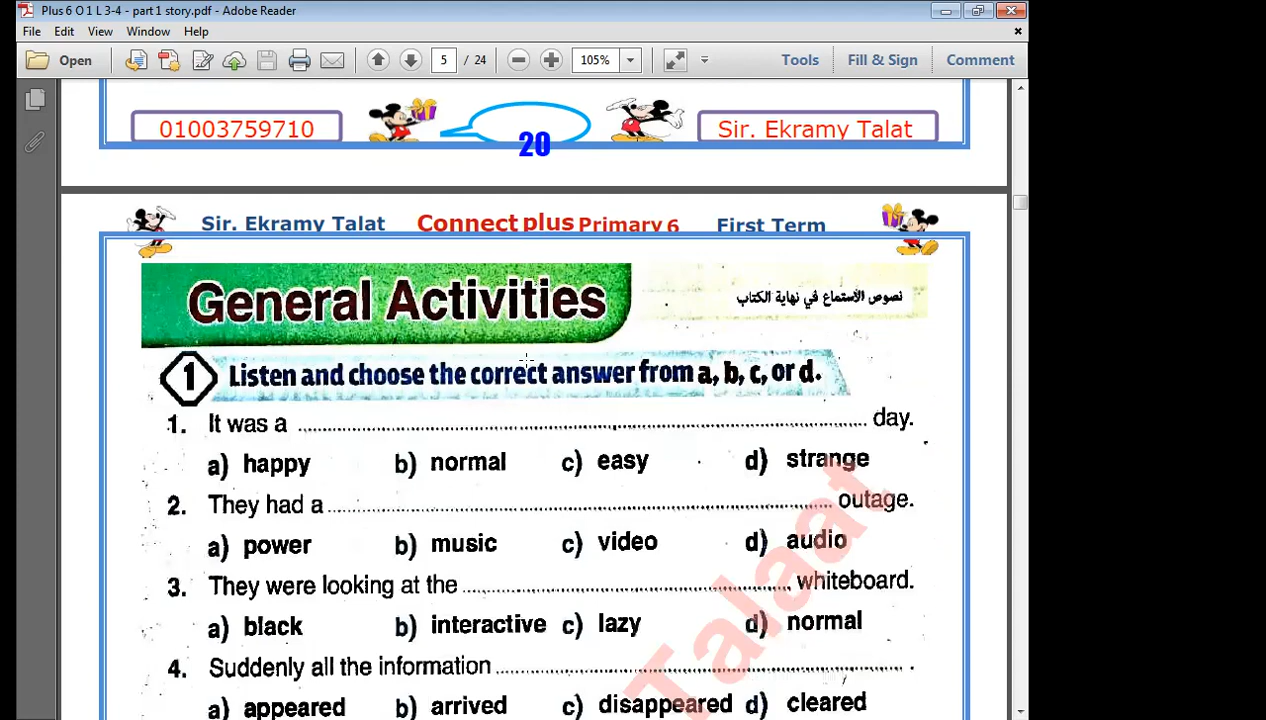 Plus 6 O 1 L 3-4 - part 1 story.pdf - Adobe Reader
File Edit View Window Help
Open 5 / 24 105% Tools Fill & Sign Comment
01003759710 20 Sir. Ekramy Talat
Sir. Ekramy Talat Connect plus Primary 6 First Term
General Activities
نصوص الاستماع في نهاية الكتاب
1 Listen and choose the correct answer from a, b, c, or d.
1. It was a ........................ day.
a) happy b) normal c) easy d) strange
2. They had a ........................ outage.
a) power b) music c) video d) audio
3. They were looking at the ........................ whiteboard.
a) black b) interactive c) lazy d) normal
4. Suddenly all the information ........................ .
a) appeared b) arrived c) disappeared d) cleared
Talaat